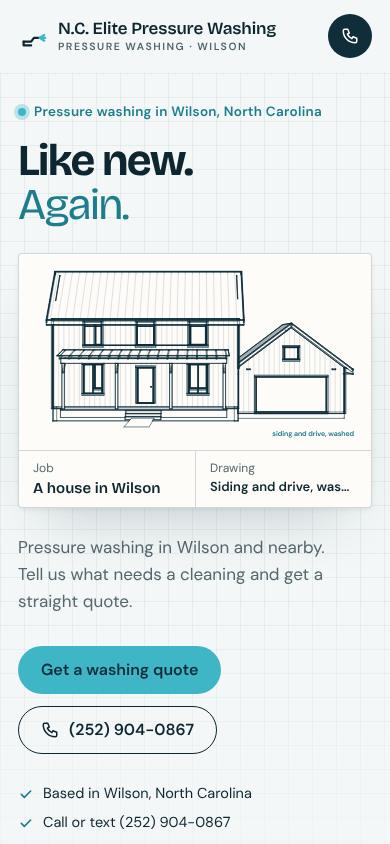 N.C. Elite Pressure Washing
PRESSURE WASHING · WILSON
Pressure washing in Wilson, North Carolina
Like new.
Again.
siding and drive, washed
Job
A house in Wilson
Drawing
Siding and drive, was...
Pressure washing in Wilson and nearby.
Tell us what needs a cleaning and get a
straight quote.
Get a washing quote
(252) 904-0867
Based in Wilson, North Carolina
Call or text (252) 904-0867